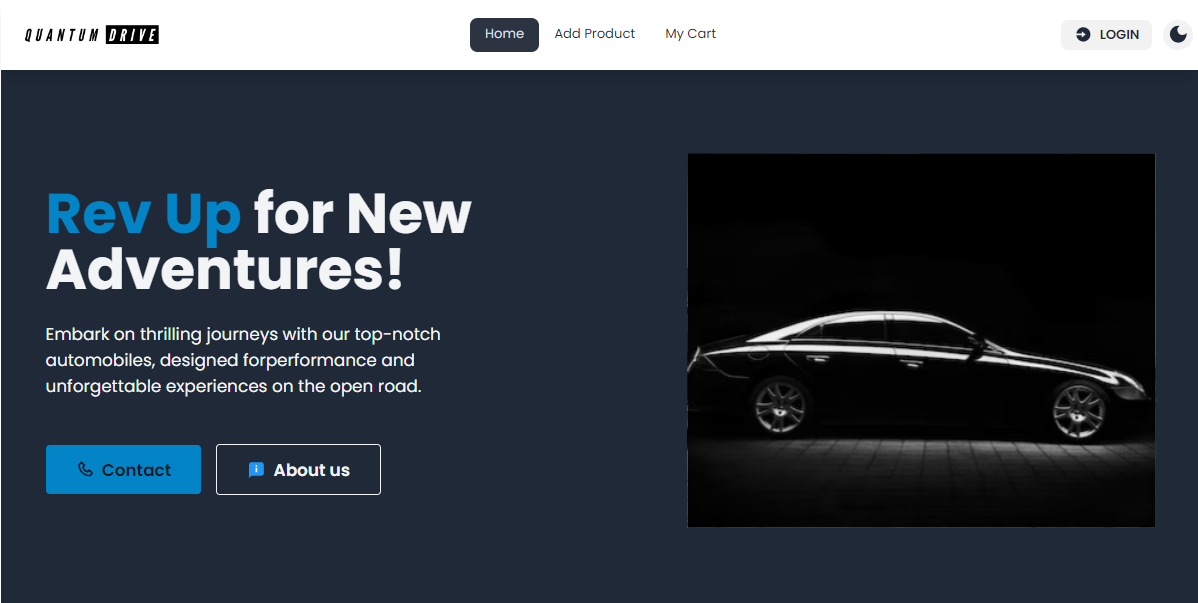 QUANTUM DRIVE
Home
Add Product
My Cart
LOGIN
Rev Up for New
Adventures!
Embark on thrilling journeys with our top-notch
automobiles, designed forperformance and
unforgettable experiences on the open road.
Contact
About us